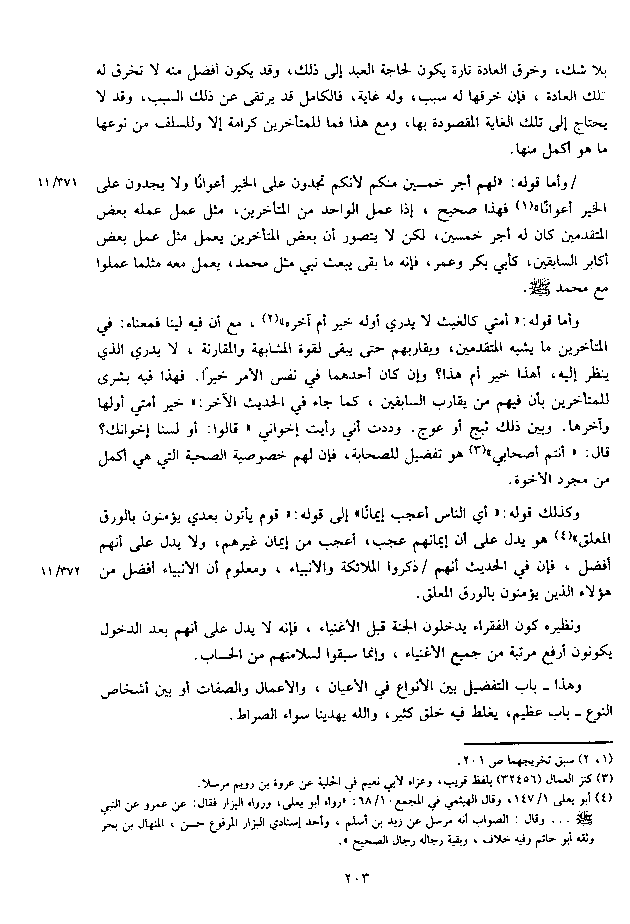 بلا شك، وخرق العادة تارة يكون لحاجة العبد إلى ذلك، وقد يكون أفضل منه لا تخرق له
تلك العادة ، فإن خرقها له سبب، وله غاية، فالكامل قد يرتقى عن ذلك السبب، وقد لا
يحتاج إلى تلك الغاية المقصودة بها، ومع هذا فما للمتأخرين كرامة إلا وللسلف من نوعها
ما هو أكمل منها.
/وأما قوله: «لهم أجر خمسين منكم لأنكم تجدون على الخير أعوانًا ولا يجدون على ١١/٣٧١
الخير أعوانًا»(١) فهذا صحيح ، إذا عمل الواحد من المتأخرين، مثل عمل عمله بعض
المتقدمين كان له أجر خمسين، لكن لا يتصور أن بعض المتأخرين يعمل مثل عمل بعض
أكابر السابقين، كأبي بكر وعمر، فإنه ما بقى يبعث نبي مثل محمد، يعمل معه مثلما عملوا
مع محمد ﷺ.
وأما قوله:« أمتي كالغيث لا يدري أوله خير أم آخره»(٢) ، مع أن فيه لينا فمعناه: في
المتأخرين ما يشبه المتقدمين، ويقاربهم حتى يبقى لقوة المشابهة والمقارنة ، لا يدري الذي
ينظر إليه، أهذا خير أم هذا؟ وإن كان أحدهما في نفس الأمر خيرًا. فهذا فيه بشرى
للمتأخرين بأن فيهم من يقارب السابقين ، كما جاء في الحديث الآخر:« خير أمتي أولها
وآخرها. وبين ذلك ثبج أو عوج. وددت أني رأيت إخواني » قالوا: أو لسنا إخوانك؟
قال: « أنتم أصحابي»(٣) هو تفضيل للصحابة، فإن لهم خصوصية الصحبة التي هي أكمل
من مجرد الأخوة.
وكذلك قوله:« أي الناس أعجب إيمانًا» إلى قوله:« قوم يأتون بعدي يؤمنون بالورق
المعلق»(٤) هو يدل على أن إيمانهم عجب، أعجب من إيمان غيرهم، ولا يدل على أنهم
أفضل ، فإن في الحديث أنهم /ذكروا الملائكة والأنبياء ، ومعلوم أن الأنبياء أفضل من ١١/٣٧٢
هؤلاء الذين يؤمنون بالورق المعلق.
ونظيره كون الفقراء يدخلون الجنة قبل الأغنياء ، فإنه لا يدل على أنهم بعد الدخول
يكونون أرفع مرتبة من جميع الأغنياء ، وإنما سبقوا لسلامتهم من الحساب.
وهذا ـ باب التفضيل بين الأنواع في الأعيان ، والأعمال والصفات أو بين أشخاص
النوع ـ باب عظيم، يغلط فيه خلق كثير، والله يهدينا سواء الصراط.
(١ ، ٢) سبق تخريجهما ص ٢٠١.
(٣) كنز العمال (٣٢٤٥٦) بلفظ قريب، وعزاه لأبي نعيم في الحلية عن عروة بن رويم مرسلا.
(٤) أبو يعلى ١٤٧/١، وقال الهيثمي في المجمع ٦٨/١٠: «رواه أبو يعلى، ورواه البزار فقال: عن عمرو عن النبي
ﷺ ... وقال : الصواب أنه مرسل عن زيد بن أسلم ، وأحد إسنادي البزار المرفوع حسن ، المنهال بن بحر
وثقه أبو حاتم وفيه خلاف ، وبقية رجاله رجال الصحيح ».
٢٠٣